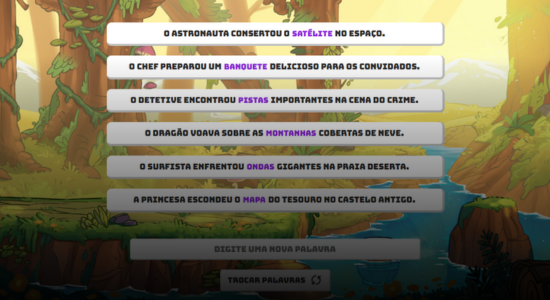 O ASTRONAUTA CONSERTOU O SATÉLITE NO ESPAÇO.
O CHEF PREPAROU UM BANQUETE DELICIOSO PARA OS CONVIDADOS.
O DETETIVE ENCONTROU PISTAS IMPORTANTES NA CENA DO CRIME.
O DRAGÃO VOAVA SOBRE AS MONTANHAS COBERTAS DE NEVE.
O SURFISTA ENFRENTOU ONDAS GIGANTES NA PRAIA DESERTA.
A PRINCESA ESCONDEU O MAPA DO TESOURO NO CASTELO ANTIGO.
DIGITE UMA NOVA PALAVRA
TROCAR PALAVRAS